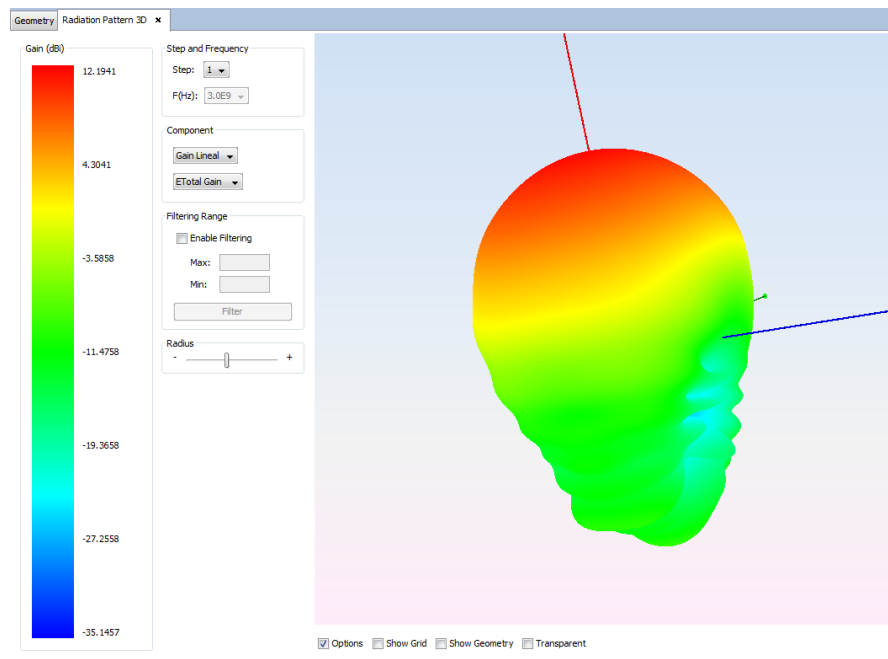 Geometry
Radiation Pattern 3D
Gain (dBi)
12.1941
4.3041
-3.5858
-11.4758
-19.3658
-27.2558
-35.1457
Step and Frequency
Step: 1
F(Hz): 3.0E9
Component
Gain Lineal
ETotal Gain
Filtering Range
Enable Filtering
Max:
Min:
Filter
Radius
- +
Options Show Grid Show Geometry Transparent